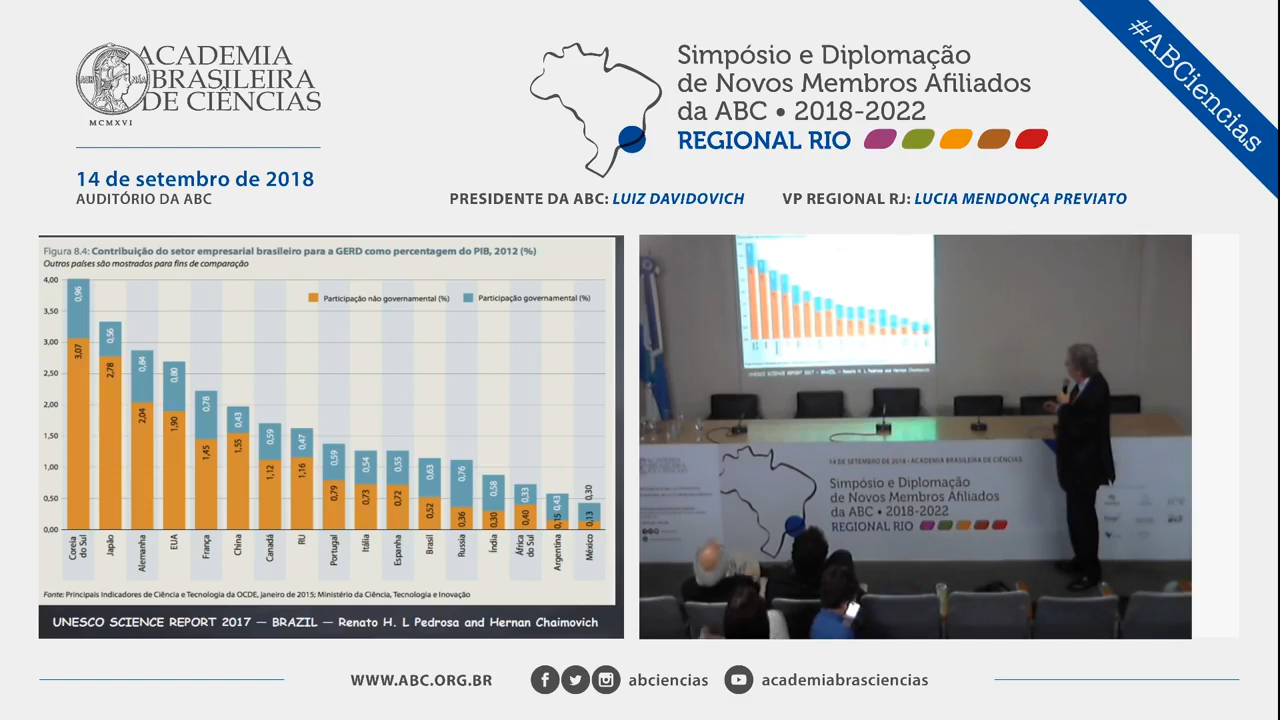 ACADEMIA
BRASILEIRA
DE CIÊNCIAS
MCMXVI
14 de setembro de 2018
AUDITÓRIO DA ABC
Simpósio e Diplomação
de Novos Membros Afiliados
da ABC • 2018-2022
REGIONAL RIO
#ABCiencias
PRESIDENTE DA ABC: LUIZ DAVIDOVICH VP REGIONAL RJ: LUCIA MENDONÇA PREVIATO
Figura 8.4: Contribuição do setor empresarial brasileiro para a GERD como percentagem do PIB, 2012 (%)
Outros países são mostrados para fins de comparação
Participação não governamental (%) Participação governamental (%)
4,00
3,50
3,00
2,50
2,00
1,50
1,00
0,50
0,00
0,96 0,56 0,84 0,80 0,78 0,43 0,59 0,47 0,59 0,54 0,55 0,63 0,76 0,58 0,33 0,43 0,30
3,07 2,78 2,04 1,90 1,45 1,55 1,12 1,16 0,79 0,73 0,72 0,52 0,36 0,30 0,40 0,15 0,13
Coreia do Sul Japão Alemanha EUA França China Canadá RU Portugal Itália Espanha Brasil Rússia Índia África do Sul Argentina México
Fonte: Principais Indicadores de Ciência e Tecnologia da OCDE, janeiro de 2015; Ministério da Ciência, Tecnologia e Inovação
UNESCO SCIENCE REPORT 2017 — BRAZIL — Renato H. L Pedrosa and Hernan Chaimovich
UNESCO SCIENCE REPORT 2017 — BRAZIL — Renato H. L Pedrosa and Hernan Chaimovich
14 DE SETEMBRO DE 2018 • ACADEMIA BRASILEIRA DE CIÊNCIAS
Simpósio e Diplomação
de Novos Membros Afiliados
da ABC • 2018-2022
REGIONAL RIO
WWW.ABC.ORG.BR abciencias academiabrasciencias